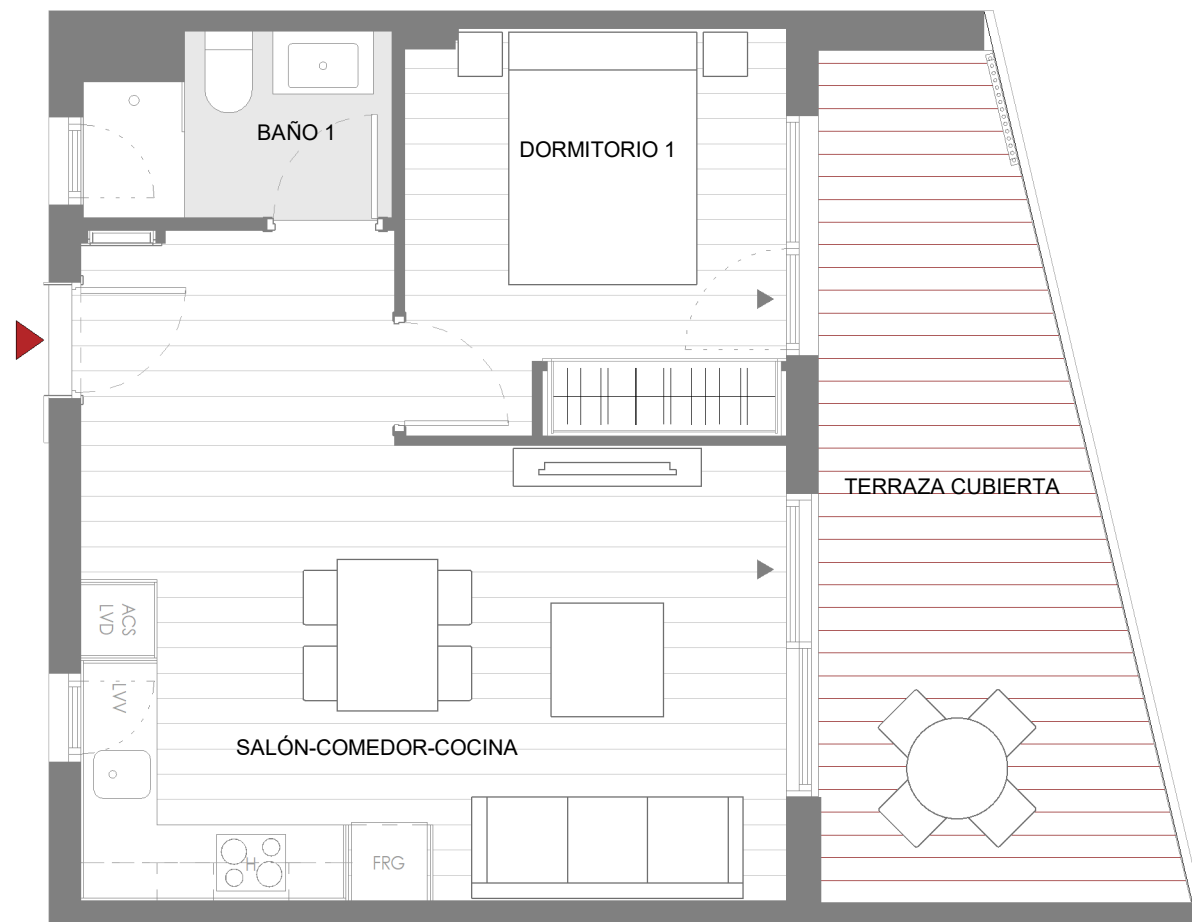 BAÑO 1
DORMITORIO 1
TERRAZA CUBIERTA
ACS
LVD
LVV
SALÓN-COMEDOR-COCINA
H
FRG